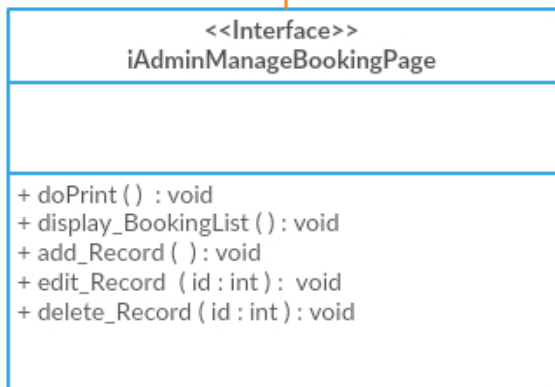 <<Interface>>
iAdminManageBookingPage
+ doPrint ( ) : void
+ display_BookingList ( ) : void
+ add_Record ( ) : void
+ edit_Record ( id : int ) : void
+ delete_Record ( id : int ) : void